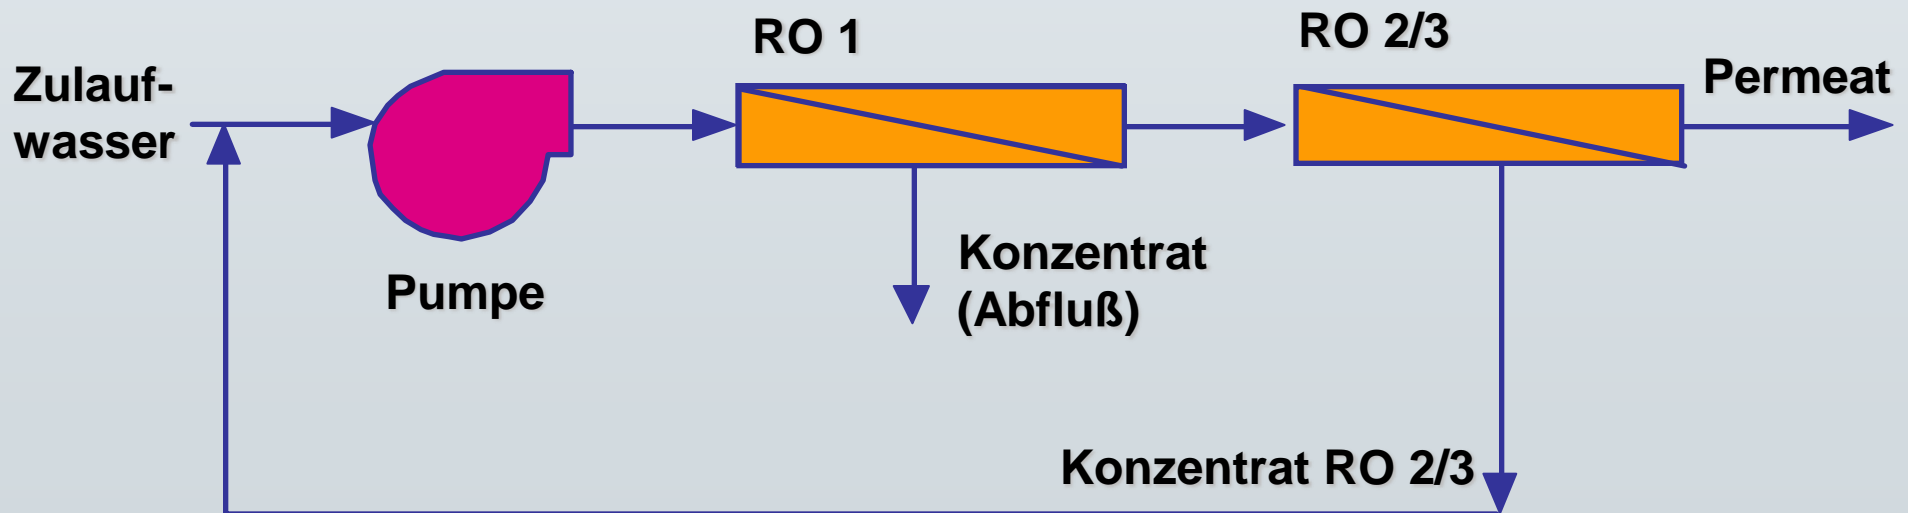 RO 1
RO 2/3
Zulauf-
wasser
Permeat
Pumpe
Konzentrat
(Abfluß)
Konzentrat RO 2/3